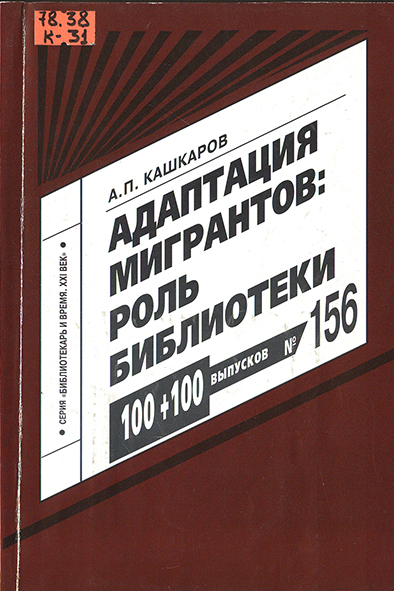 78.38
К-31
А.П. КАШКАРОВ
АДАПТАЦИЯ
МИГРАНТОВ:
РОЛЬ
БИБЛИОТЕКИ
100+100 ВЫПУСКОВ № 156
• СЕРИЯ «БИБЛИОТЕКАРЬ И ВРЕМЯ. XXI ВЕК» •